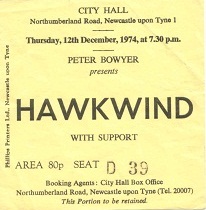 CITY HALL
Northumberland Road, Newcastle upon Tyne 1
Thursday, 12th December, 1974, at 7.30 p.m.
PETER BOWYER
presents
HAWKWIND
WITH SUPPORT
AREA 80p SEAT D 39
Booking Agents: City Hall Box Office
Northumberland Road, Newcastle upon Tyne (Tel. 20007)
This Portion to be retained
Phillips Printers Ltd., Newcastle upon Tyne